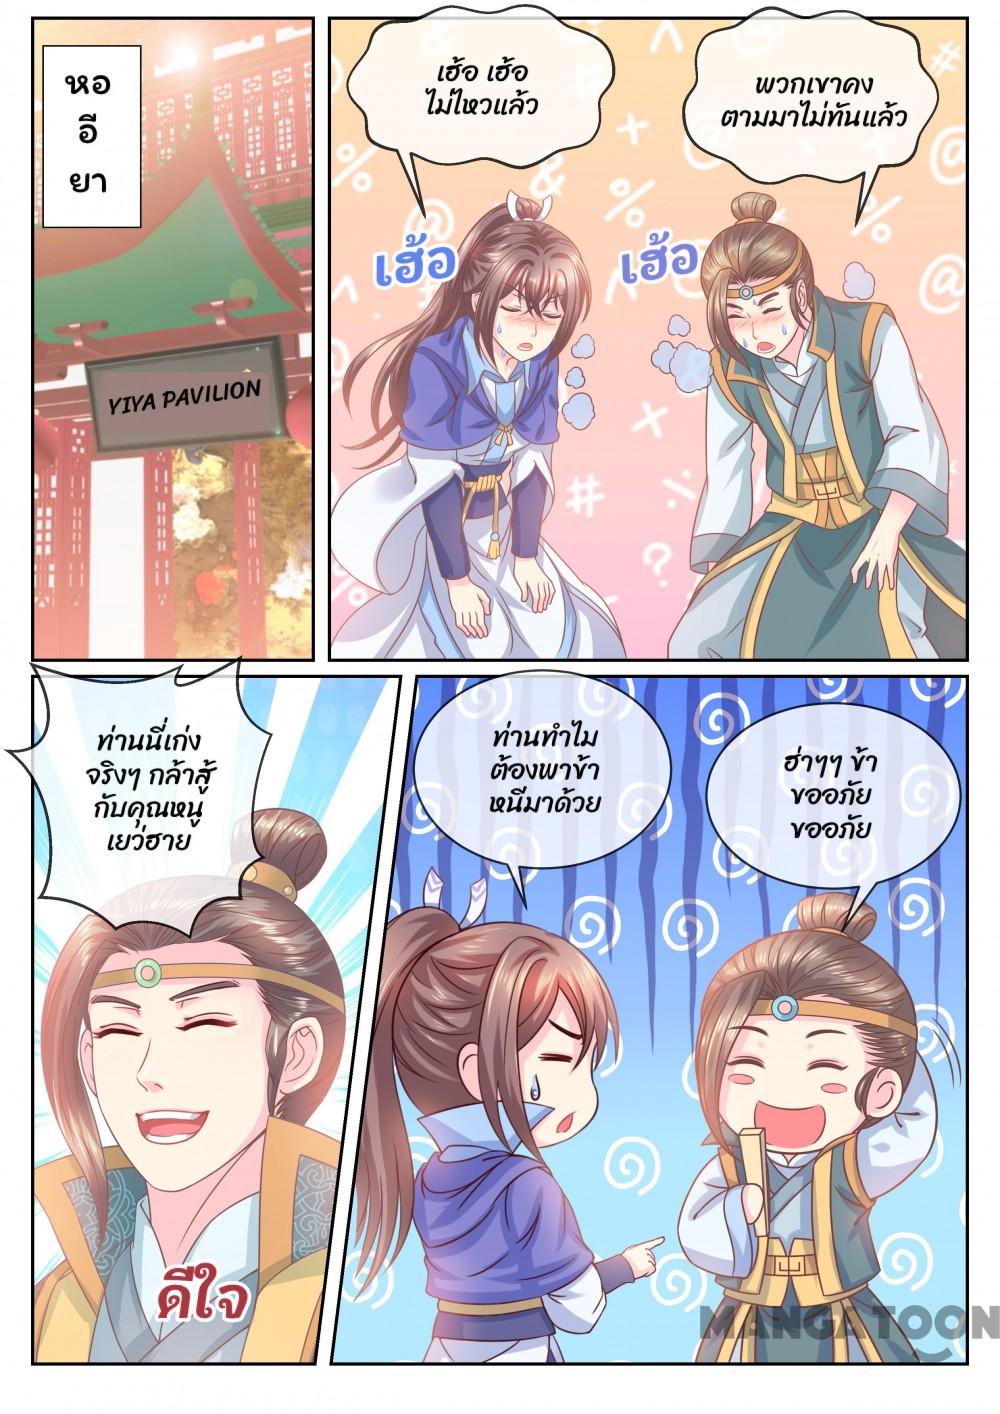 หอ
อี
ยา
YIYA PAVILION
เฮ้อ เฮ้อ
ไม่ไหวแล้ว
พวกเขาคง
ตามมาไม่ทันแล้ว
เฮ้อ
เฮ้อ
ท่านนี่เก่ง
จริงๆ กล้าสู้
กับคุณหนู
เยว่ฮาย
ดีใจ
ท่านทำไม
ต้องพาข้า
หนีมาด้วย
ฮ่าๆๆ ข้า
ขออภัย
ขออภัย
MANGATOON